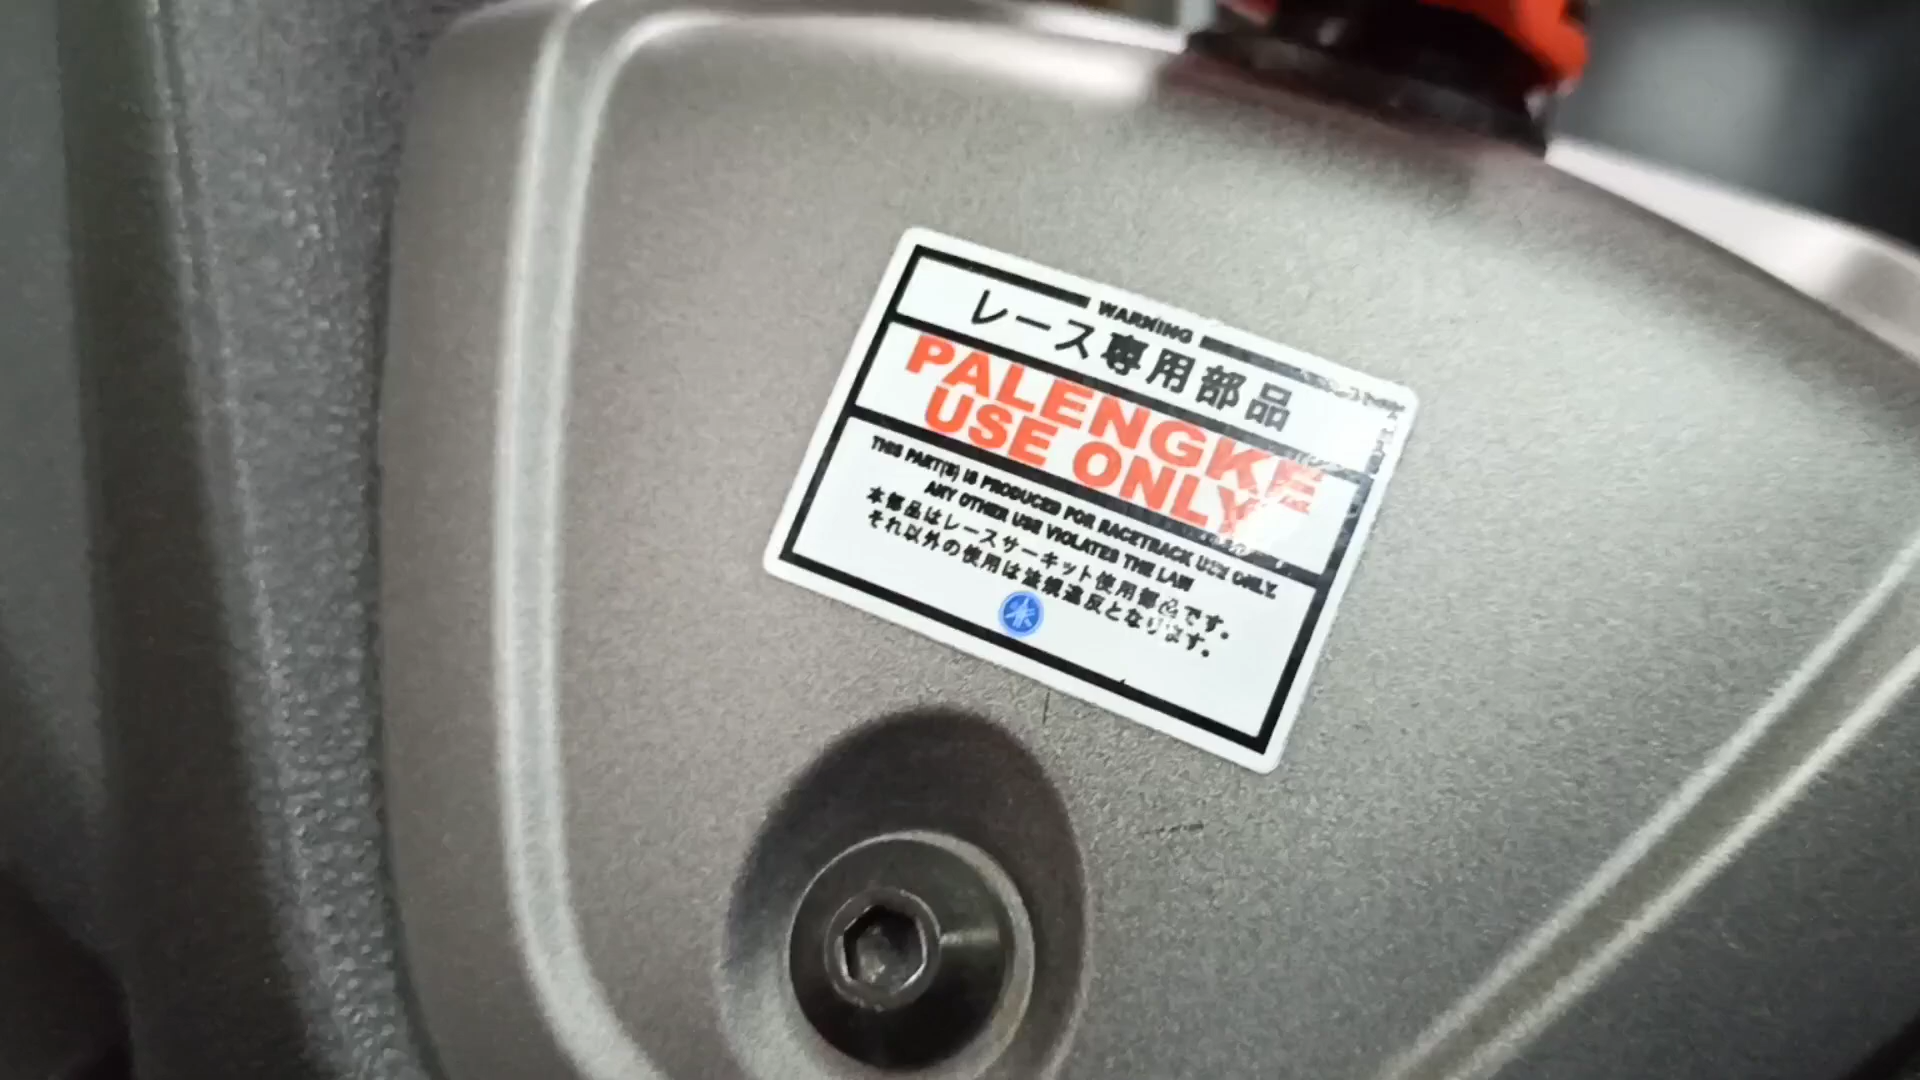 WARNING
レース専用部品
PALENGKE
USE ONLY
THIS PART(S) IS PRODUCED FOR RACETRACK USE ONLY.
ANY OTHER USE VIOLATES THE LAW
本部品はレースサーキット使用部品です。
それ以外の使用は法規違反となります。